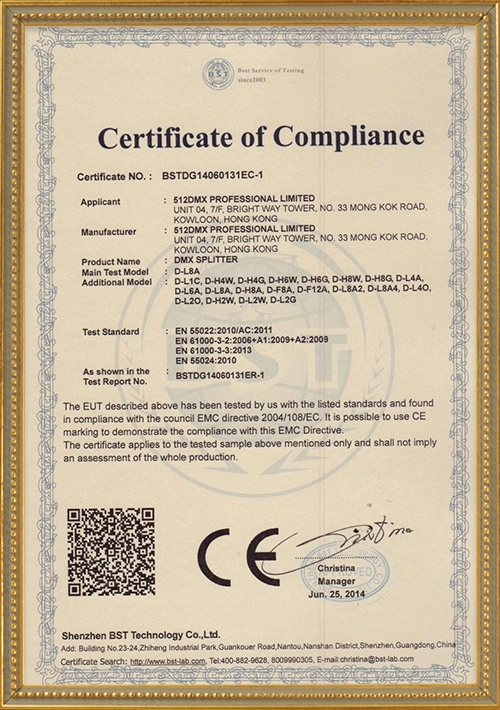 BST
Best Service of Testing
since2003
Certificate of Compliance
Certificate NO. : BSTDG14060131EC-1
Applicant : 512DMX PROFESSIONAL LIMITED
UNIT 04, 7/F, BRIGHT WAY TOWER, NO. 33 MONG KOK ROAD,
KOWLOON, HONG KONG
Manufacturer : 512DMX PROFESSIONAL LIMITED
UNIT 04, 7/F, BRIGHT WAY TOWER, NO. 33 MONG KOK ROAD,
KOWLOON, HONG KONG
Product Name : DMX SPLITTER
Main Test Model : D-L8A
Additional Model : D-L1C, D-H4W, D-H4G, D-H6W, D-H6G, D-H8W, D-H8G, D-L4A,
D-L6A, D-L8A, D-H8A, D-F8A, D-F12A, D-L8A2, D-L8A4, D-L4O,
D-L2O, D-H2W, D-L2W, D-L2G
Test Standard : EN 55022:2010/AC:2011
EN 61000-3-2:2006+A1:2009+A2:2009
EN 61000-3-3:2013
EN 55024:2010
As shown in the
Test Report No. : BSTDG14060131ER-1
The EUT described above has been tested by us with the listed standards and found
in compliance with the council EMC directive 2004/108/EC. It is possible to use CE
marking to demonstrate the compliance with this EMC Directive.
The certificate applies to the tested sample above mentioned only and shall not imply
an assessment of the whole production.
BST
CE
Christina
Christina
Manager
Jun. 25, 2014
Shenzhen BST Technology Co.,Ltd.
Add: Building No.23-24,Zhiheng Industrial Park,Guankouer Road,Nantou,Nanshan District,Shenzhen,Guangdong,China
Certificate Search: http://www.bst-lab.com. Tel:400-882-9628, 8009990305, E-mail:christina@bst-lab.com